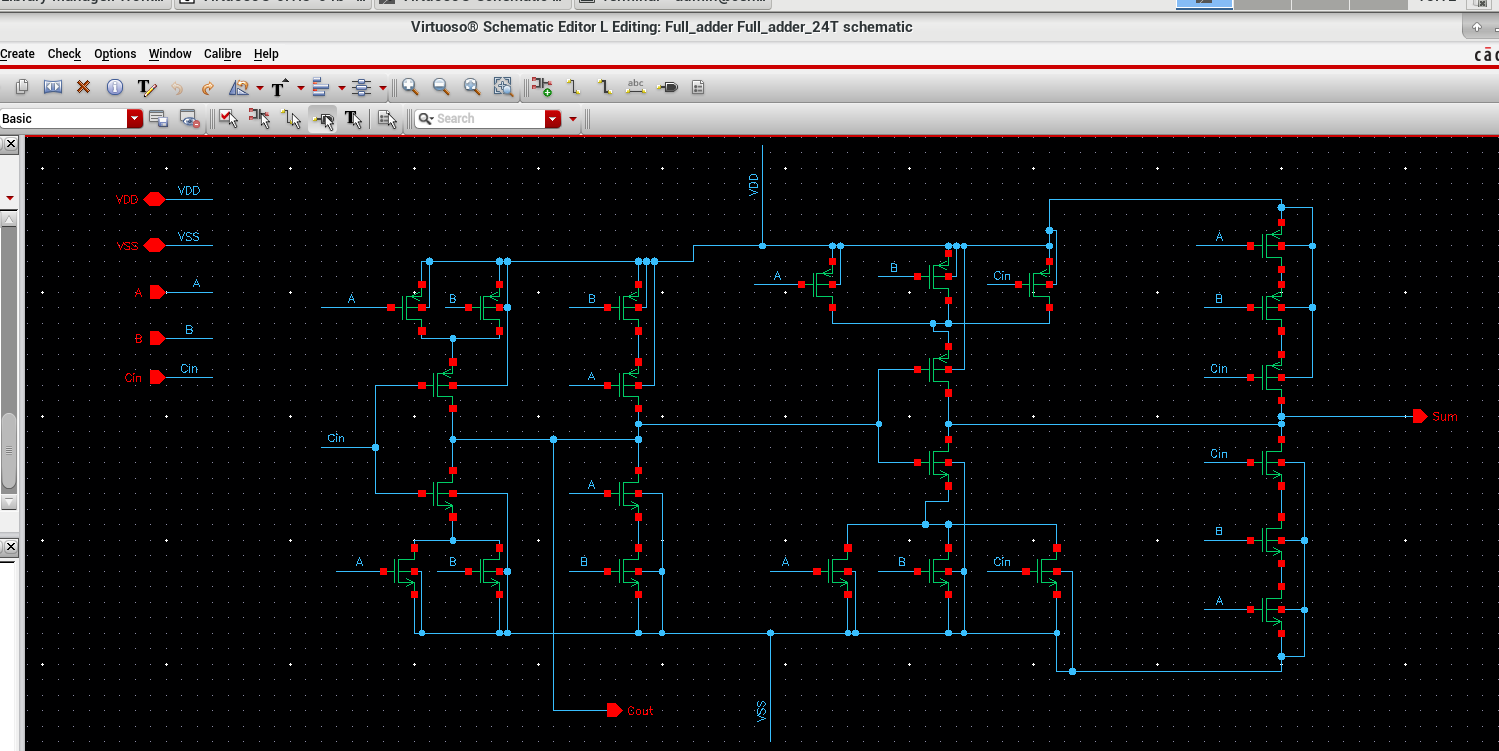 Virtuoso® Schematic Editor L Editing: Full_adder Full_adder_24T schematic
Create Check Options Window Calibre Help
T T abc
Basic T Search
VDD VDD
VSS VSS
A A
B B
Cin Cin
VDD
A B B A B Cin A
B
A Cin
Cin
Sum
A Cin
B
A B B A B Cin A
VSS
Cout